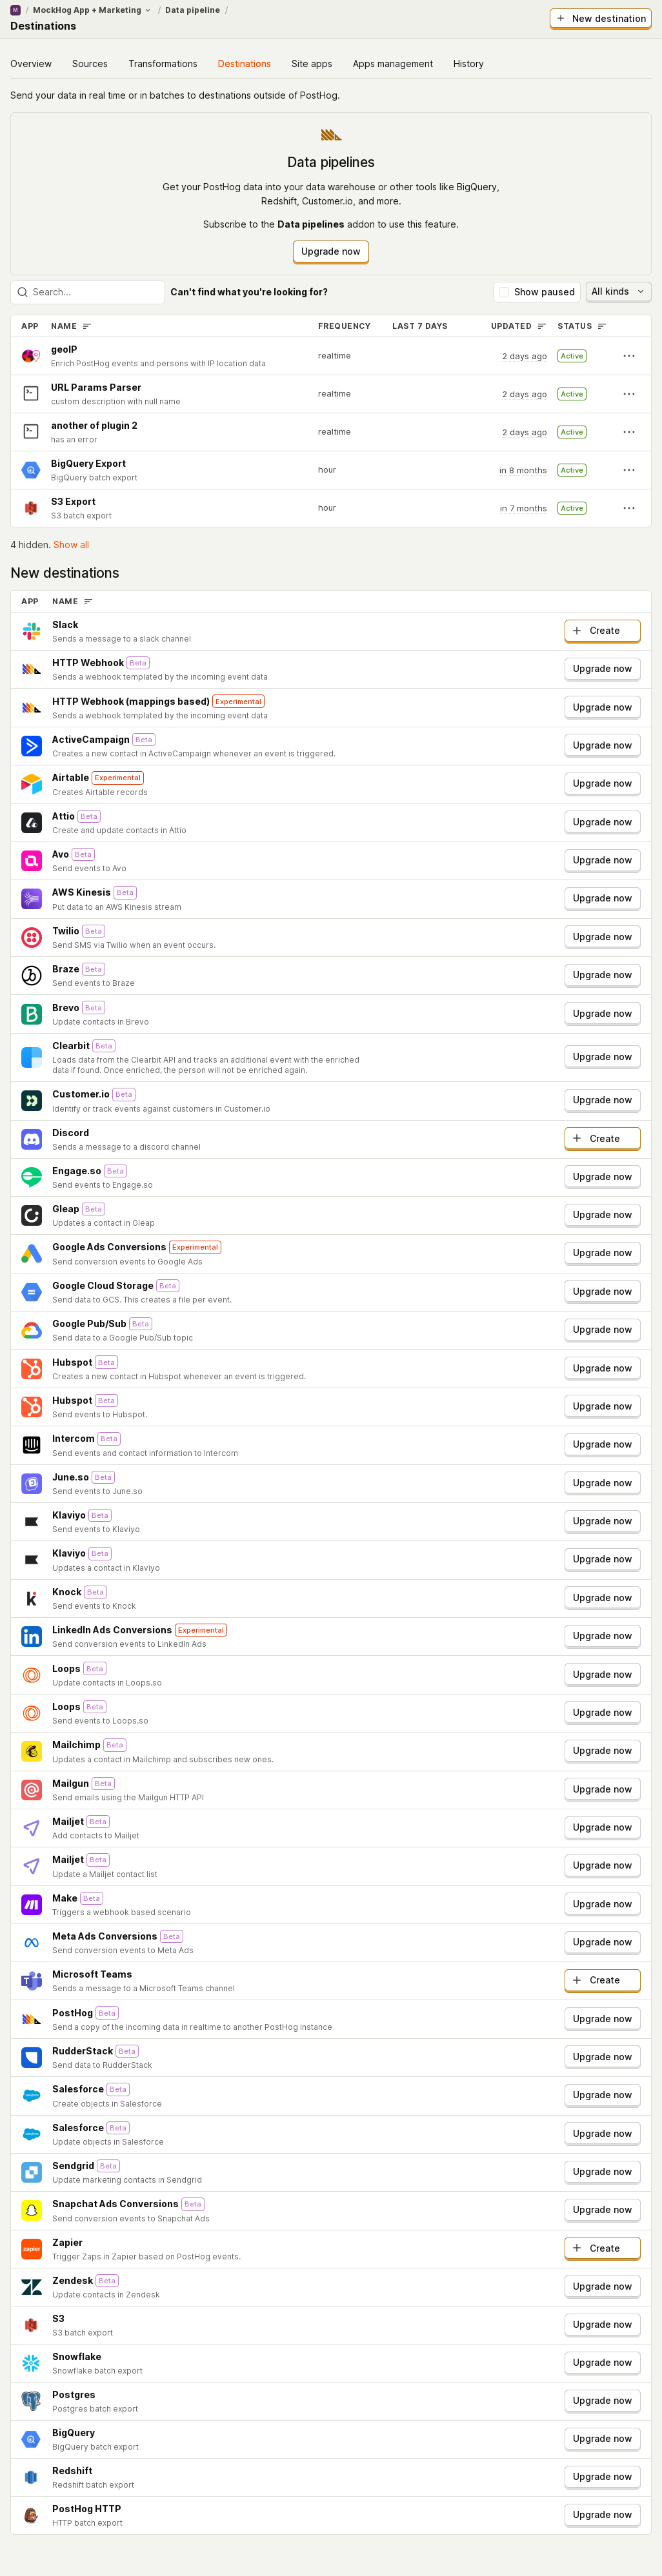 M / MockHog App + Marketing / Data pipeline /
Destinations
New destination
Overview Sources Transformations Destinations Site apps Apps management History
Send your data in real time or in batches to destinations outside of PostHog.
Data pipelines
Get your PostHog data into your data warehouse or other tools like BigQuery,
Redshift, Customer.io, and more.
Subscribe to the Data pipelines addon to use this feature.
Upgrade now
Search... Can't find what you're looking for? Show paused All kinds
APP NAME FREQUENCY LAST 7 DAYS UPDATED STATUS
geoIP
Enrich PostHog events and persons with IP location data
realtime 2 days ago Active
URL Params Parser
custom description with null name
realtime 2 days ago Active
another of plugin 2
has an error
realtime 2 days ago Active
BigQuery Export
BigQuery batch export
hour in 8 months Active
S3 Export
S3 batch export
hour in 7 months Active
4 hidden. Show all
New destinations
APP NAME
Slack
Sends a message to a slack channel
Create
HTTP Webhook Beta
Sends a webhook templated by the incoming event data
Upgrade now
HTTP Webhook (mappings based) Experimental
Sends a webhook templated by the incoming event data
Upgrade now
ActiveCampaign Beta
Creates a new contact in ActiveCampaign whenever an event is triggered.
Upgrade now
Airtable Experimental
Creates Airtable records
Upgrade now
Attio Beta
Create and update contacts in Attio
Upgrade now
Avo Beta
Send events to Avo
Upgrade now
AWS Kinesis Beta
Put data to an AWS Kinesis stream
Upgrade now
Twilio Beta
Send SMS via Twilio when an event occurs.
Upgrade now
Braze Beta
Send events to Braze
Upgrade now
Brevo Beta
Update contacts in Brevo
Upgrade now
Clearbit Beta
Loads data from the Clearbit API and tracks an additional event with the enriched
data if found. Once enriched, the person will not be enriched again.
Upgrade now
Customer.io Beta
Identify or track events against customers in Customer.io
Upgrade now
Discord
Sends a message to a discord channel
Create
Engage.so Beta
Send events to Engage.so
Upgrade now
Gleap Beta
Updates a contact in Gleap
Upgrade now
Google Ads Conversions Experimental
Send conversion events to Google Ads
Upgrade now
Google Cloud Storage Beta
Send data to GCS. This creates a file per event.
Upgrade now
Google Pub/Sub Beta
Send data to a Google Pub/Sub topic
Upgrade now
Hubspot Beta
Creates a new contact in Hubspot whenever an event is triggered.
Upgrade now
Hubspot Beta
Send events to Hubspot.
Upgrade now
Intercom Beta
Send events and contact information to Intercom
Upgrade now
June.so Beta
Send events to June.so
Upgrade now
Klaviyo Beta
Send events to Klaviyo
Upgrade now
Klaviyo Beta
Updates a contact in Klaviyo
Upgrade now
Knock Beta
Send events to Knock
Upgrade now
LinkedIn Ads Conversions Experimental
Send conversion events to LinkedIn Ads
Upgrade now
Loops Beta
Update contacts in Loops.so
Upgrade now
Loops Beta
Send events to Loops.so
Upgrade now
Mailchimp Beta
Updates a contact in Mailchimp and subscribes new ones.
Upgrade now
Mailgun Beta
Send emails using the Mailgun HTTP API
Upgrade now
Mailjet Beta
Add contacts to Mailjet
Upgrade now
Mailjet Beta
Update a Mailjet contact list
Upgrade now
Make Beta
Triggers a webhook based scenario
Upgrade now
Meta Ads Conversions Beta
Send conversion events to Meta Ads
Upgrade now
Microsoft Teams
Sends a message to a Microsoft Teams channel
Create
PostHog Beta
Send a copy of the incoming data in realtime to another PostHog instance
Upgrade now
RudderStack Beta
Send data to RudderStack
Upgrade now
Salesforce Beta
Create objects in Salesforce
Upgrade now
Salesforce Beta
Update objects in Salesforce
Upgrade now
Sendgrid Beta
Update marketing contacts in Sendgrid
Upgrade now
Snapchat Ads Conversions Beta
Send conversion events to Snapchat Ads
Upgrade now
zapier
Zapier
Trigger Zaps in Zapier based on PostHog events.
Create
Zendesk Beta
Update contacts in Zendesk
Upgrade now
S3
S3 batch export
Upgrade now
Snowflake
Snowflake batch export
Upgrade now
Postgres
Postgres batch export
Upgrade now
BigQuery
BigQuery batch export
Upgrade now
Redshift
Redshift batch export
Upgrade now
PostHog HTTP
HTTP batch export
Upgrade now